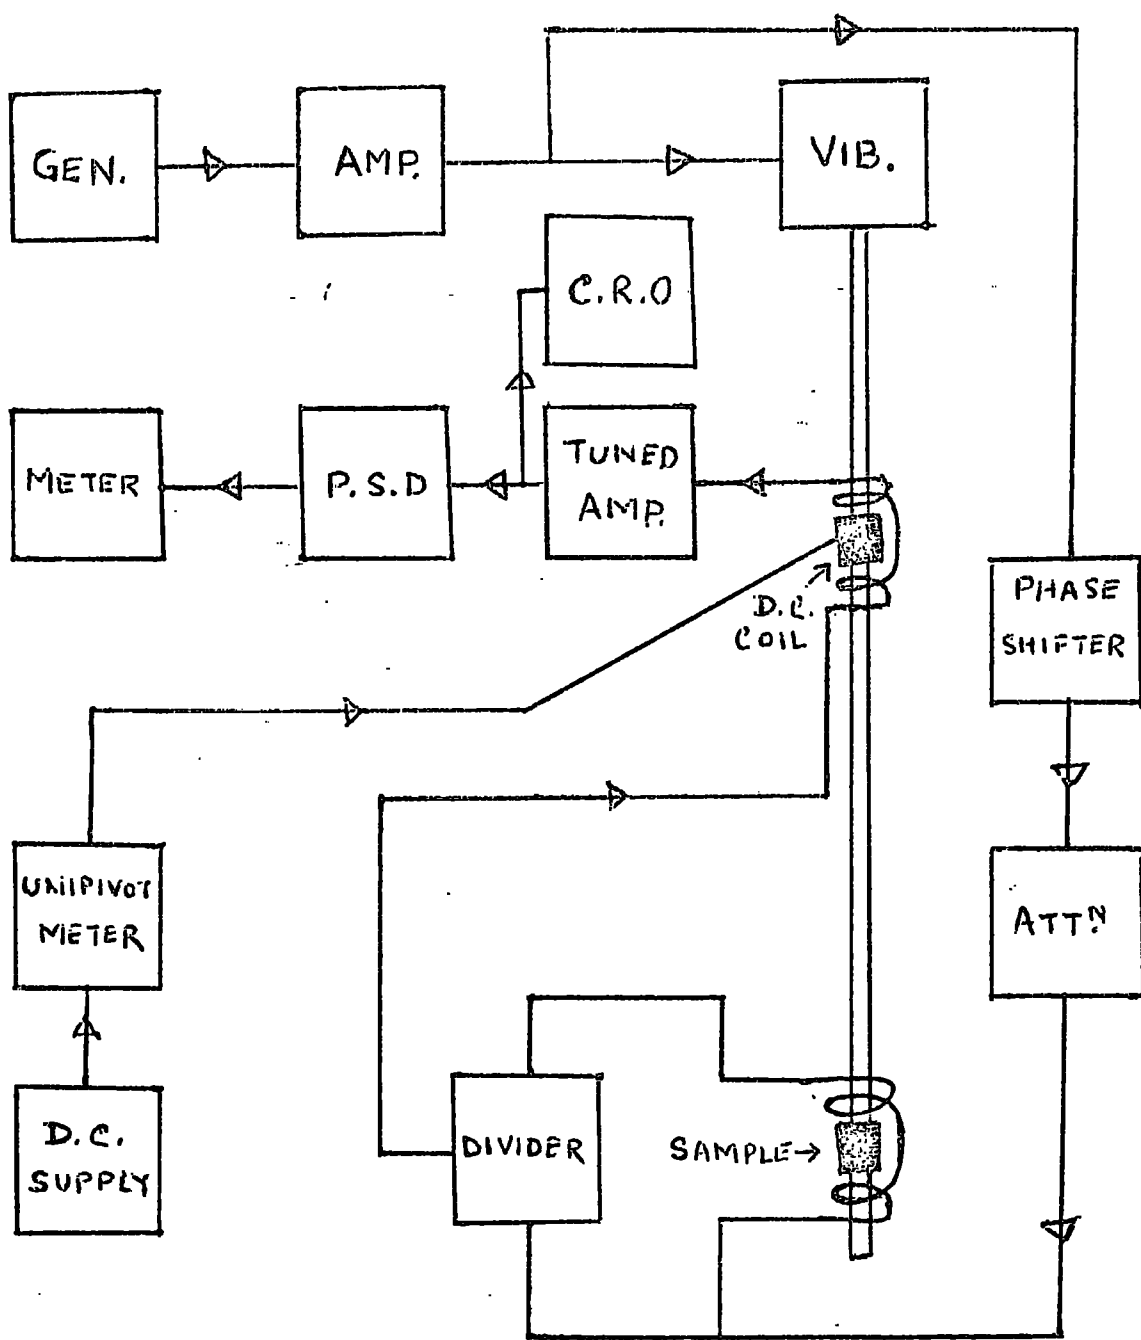 GEN.
AMP.
VIB.
C.R.O
METER
P.S.D
TUNED
AMP.
D.C.
COIL
PHASE
SHIFTER
UNIPIVOT
METER
ATTN.
D.C.
SUPPLY
DIVIDER
SAMPLE→